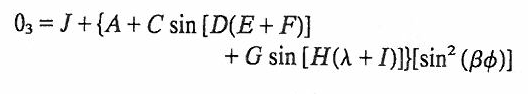 0₃ = J + {A + C sin [D(E + F)]
+ G sin [H(λ + I)]}[sin² (βϕ)]